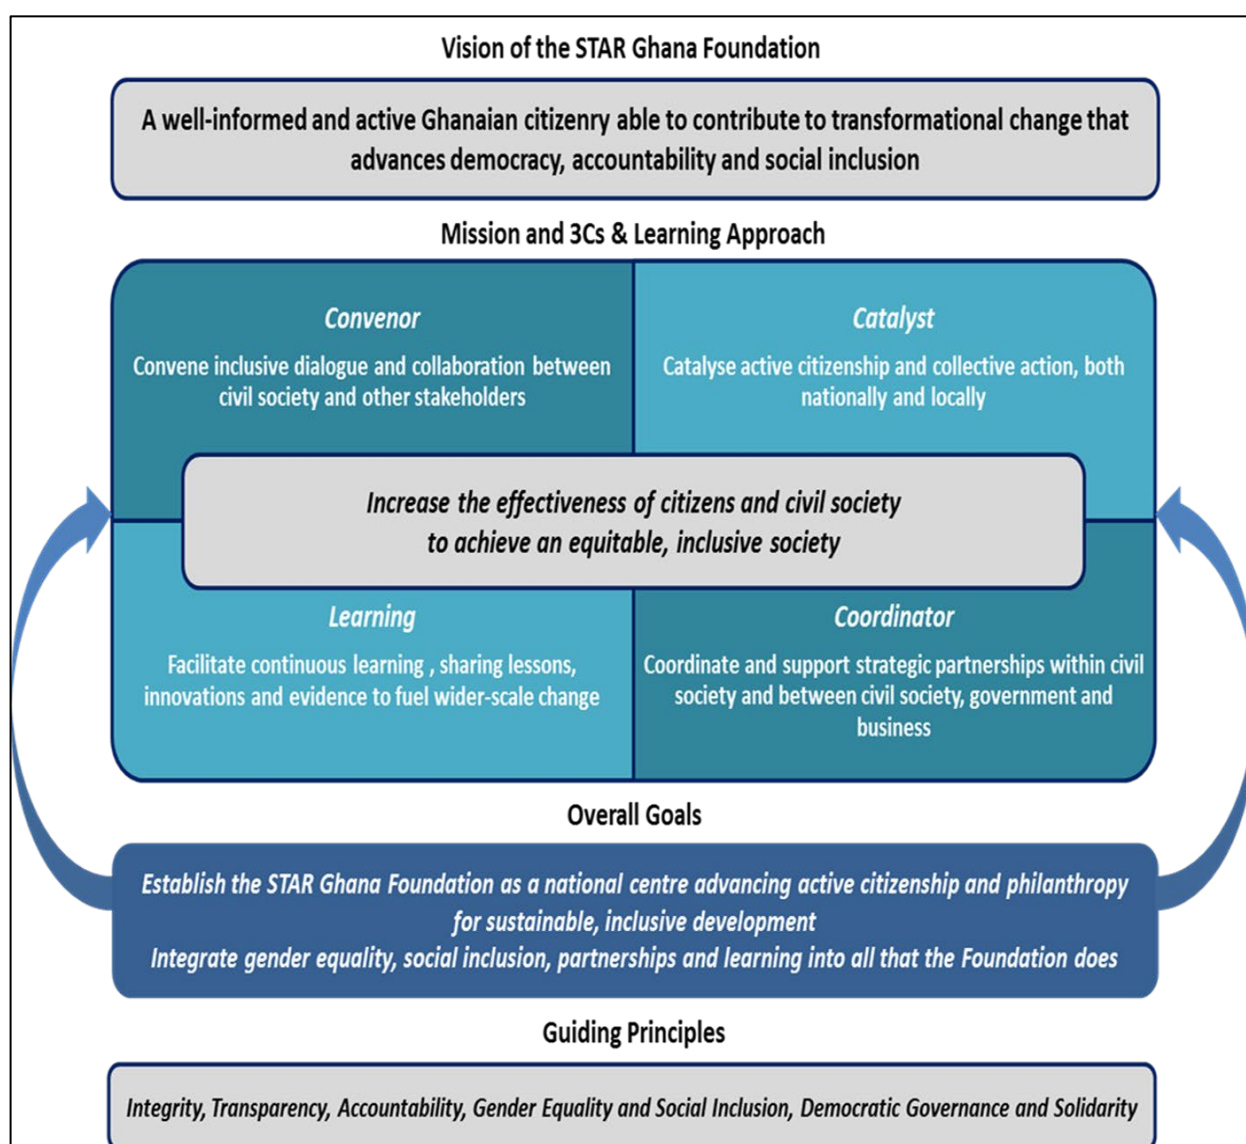 Vision of the STAR Ghana Foundation
A well-informed and active Ghanaian citizenry able to contribute to transformational change that
advances democracy, accountability and social inclusion
Mission and 3Cs & Learning Approach
Convenor
Convene inclusive dialogue and collaboration between
civil society and other stakeholders
Catalyst
Catalyse active citizenship and collective action, both
nationally and locally
Increase the effectiveness of citizens and civil society
to achieve an equitable, inclusive society
Learning
Facilitate continuous learning , sharing lessons,
innovations and evidence to fuel wider-scale change
Coordinator
Coordinate and support strategic partnerships within civil
society and between civil society, government and
business
Overall Goals
Establish the STAR Ghana Foundation as a national centre advancing active citizenship and philanthropy
for sustainable, inclusive development
Integrate gender equality, social inclusion, partnerships and learning into all that the Foundation does
Guiding Principles
Integrity, Transparency, Accountability, Gender Equality and Social Inclusion, Democratic Governance and Solidarity